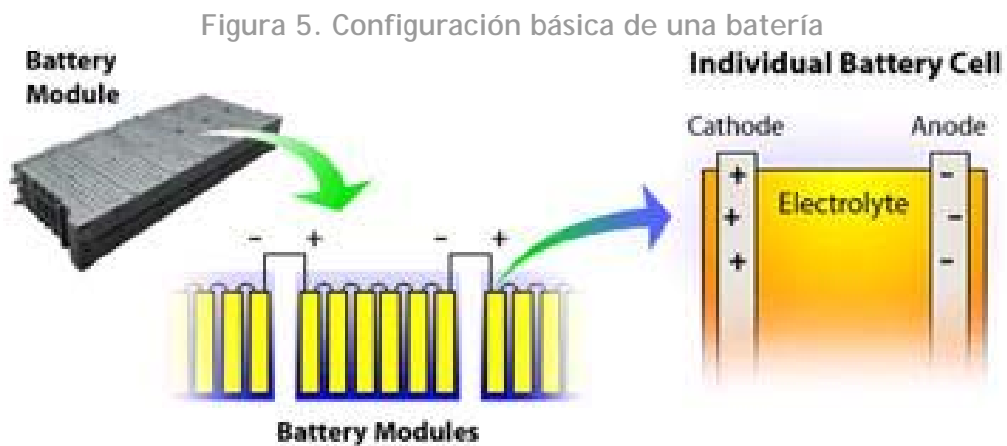 Figura 5. Configuración básica de una batería
Battery
Module
Individual Battery Cell
Cathode
Anode
+
-
Electrolyte
+
-
+
-
- +
- +
Battery Modules